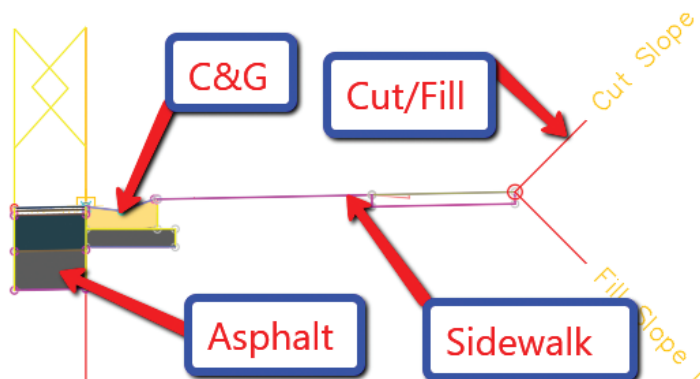 Cut Slope
C&G
Cut/Fill
Asphalt
Sidewalk
Fill Slope